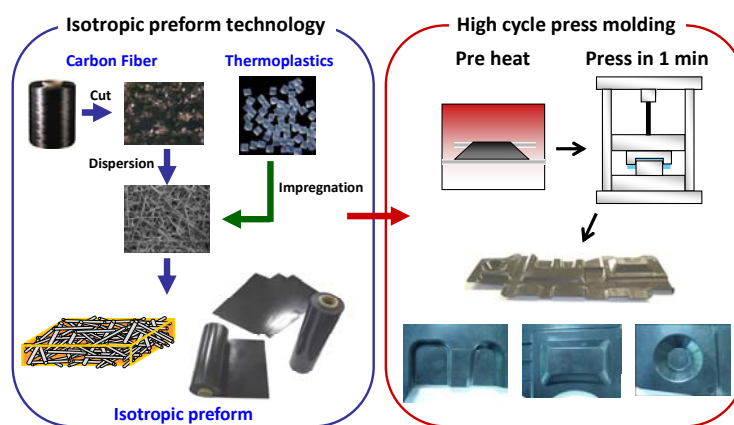 Isotropic preform technology
Carbon Fiber
Thermoplastics
Cut
Dispersion
Impregnation
Isotropic preform
High cycle press molding
Pre heat
Press in 1 min